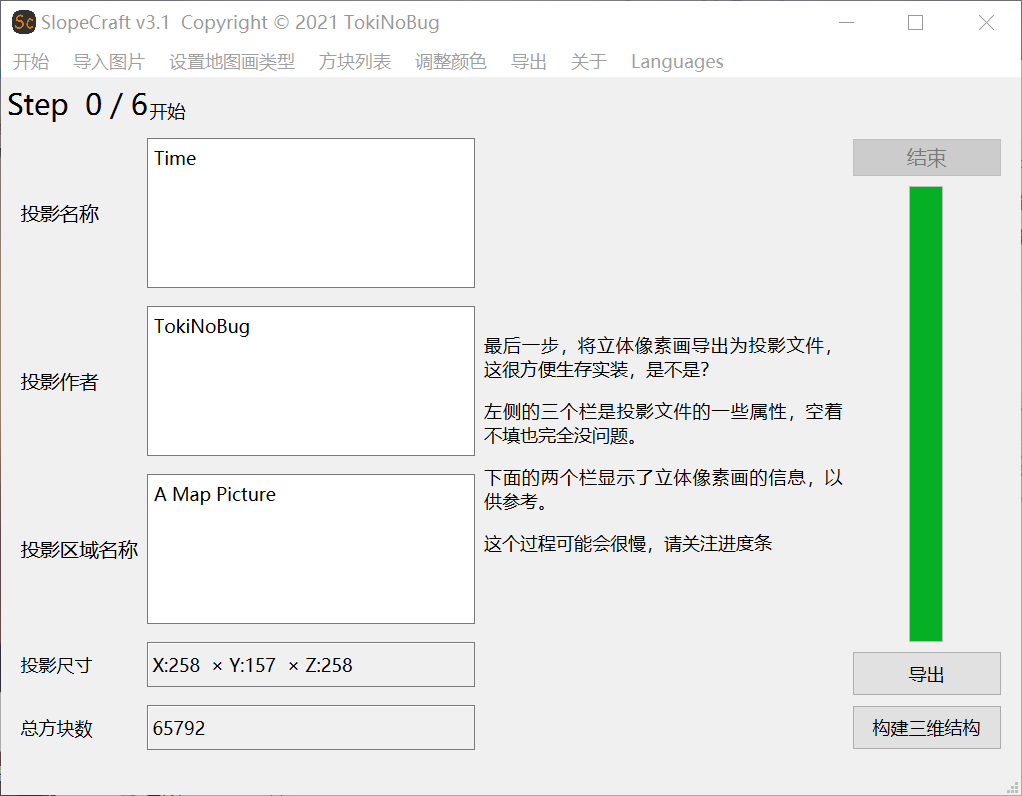 Sc SlopeCraft v3.1 Copyright © 2021 TokiNoBug
开始 导入图片 设置地图画类型 方块列表 调整颜色 导出 关于 Languages
Step 0 / 6开始
投影名称
Time
投影作者
TokiNoBug
投影区域名称
A Map Picture
投影尺寸
X:258 × Y:157 × Z:258
总方块数
65792
最后一步，将立体像素画导出为投影文件，
这很方便生存实装，是不是？
左侧的三个栏是投影文件的一些属性，空着
不填也完全没问题。
下面的两个栏显示了立体像素画的信息，以
供参考。
这个过程可能会很慢，请关注进度条
结束
导出
构建三维结构